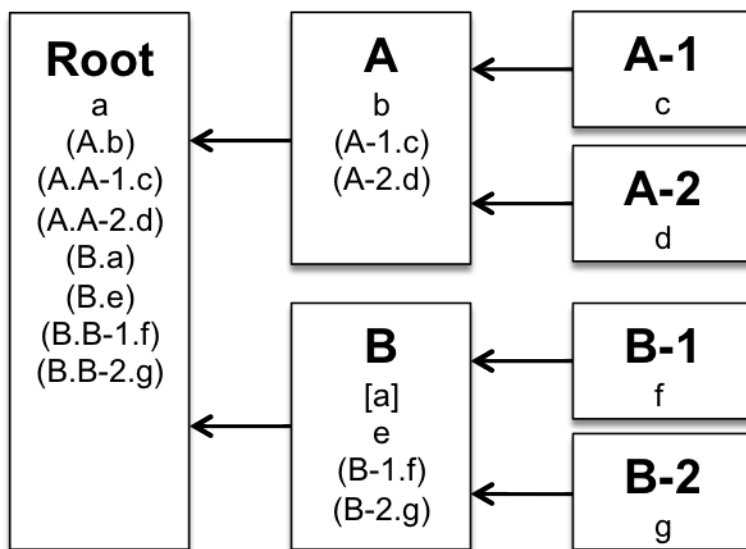 Root
a
(A.b)
(A.A-1.c)
(A.A-2.d)
(B.a)
(B.e)
(B.B-1.f)
(B.B-2.g)
A
b
(A-1.c)
(A-2.d)
A-1
c
A-2
d
B
[a]
e
(B-1.f)
(B-2.g)
B-1
f
B-2
g